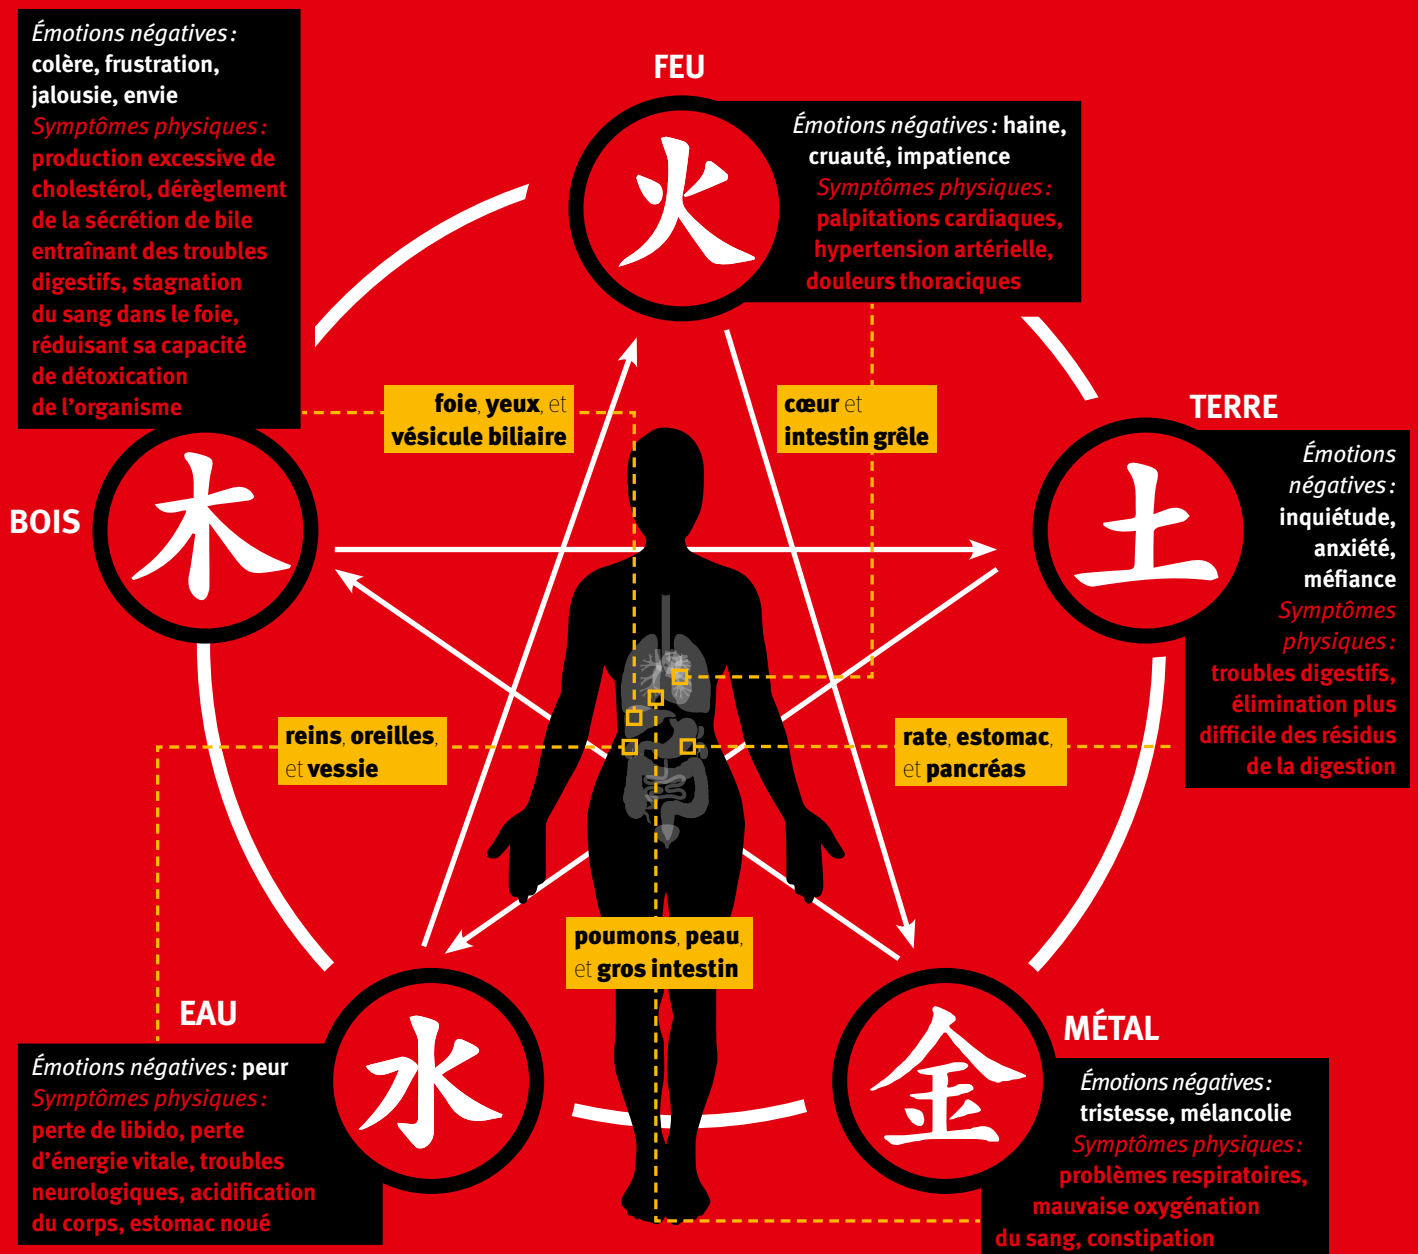 Émotions négatives :
colère, frustration,
jalousie, envie
Symptômes physiques :
production excessive de
cholestérol, dérèglement
de la sécrétion de bile
entraînant des troubles
digestifs, stagnation
du sang dans le foie,
réduisant sa capacité
de détoxication
de l’organisme
FEU
火
Émotions négatives : haine,
cruauté, impatience
Symptômes physiques :
palpitations cardiaques,
hypertension artérielle,
douleurs thoraciques
foie, yeux, et
vésicule biliaire
cœur et
intestin grêle
BOIS
木
TERRE
土
Émotions
négatives :
inquiétude,
anxiété,
méfiance
Symptômes
physiques :
troubles digestifs,
élimination plus
difficile des résidus
de la digestion
reins, oreilles,
et vessie
rate, estomac,
et pancréas
poumons, peau,
et gros intestin
EAU
水
Émotions négatives : peur
Symptômes physiques :
perte de libido, perte
d’énergie vitale, troubles
neurologiques, acidification
du corps, estomac noué
MÉTAL
金
Émotions négatives :
tristesse, mélancolie
Symptômes physiques :
problèmes respiratoires,
mauvaise oxygénation
du sang, constipation